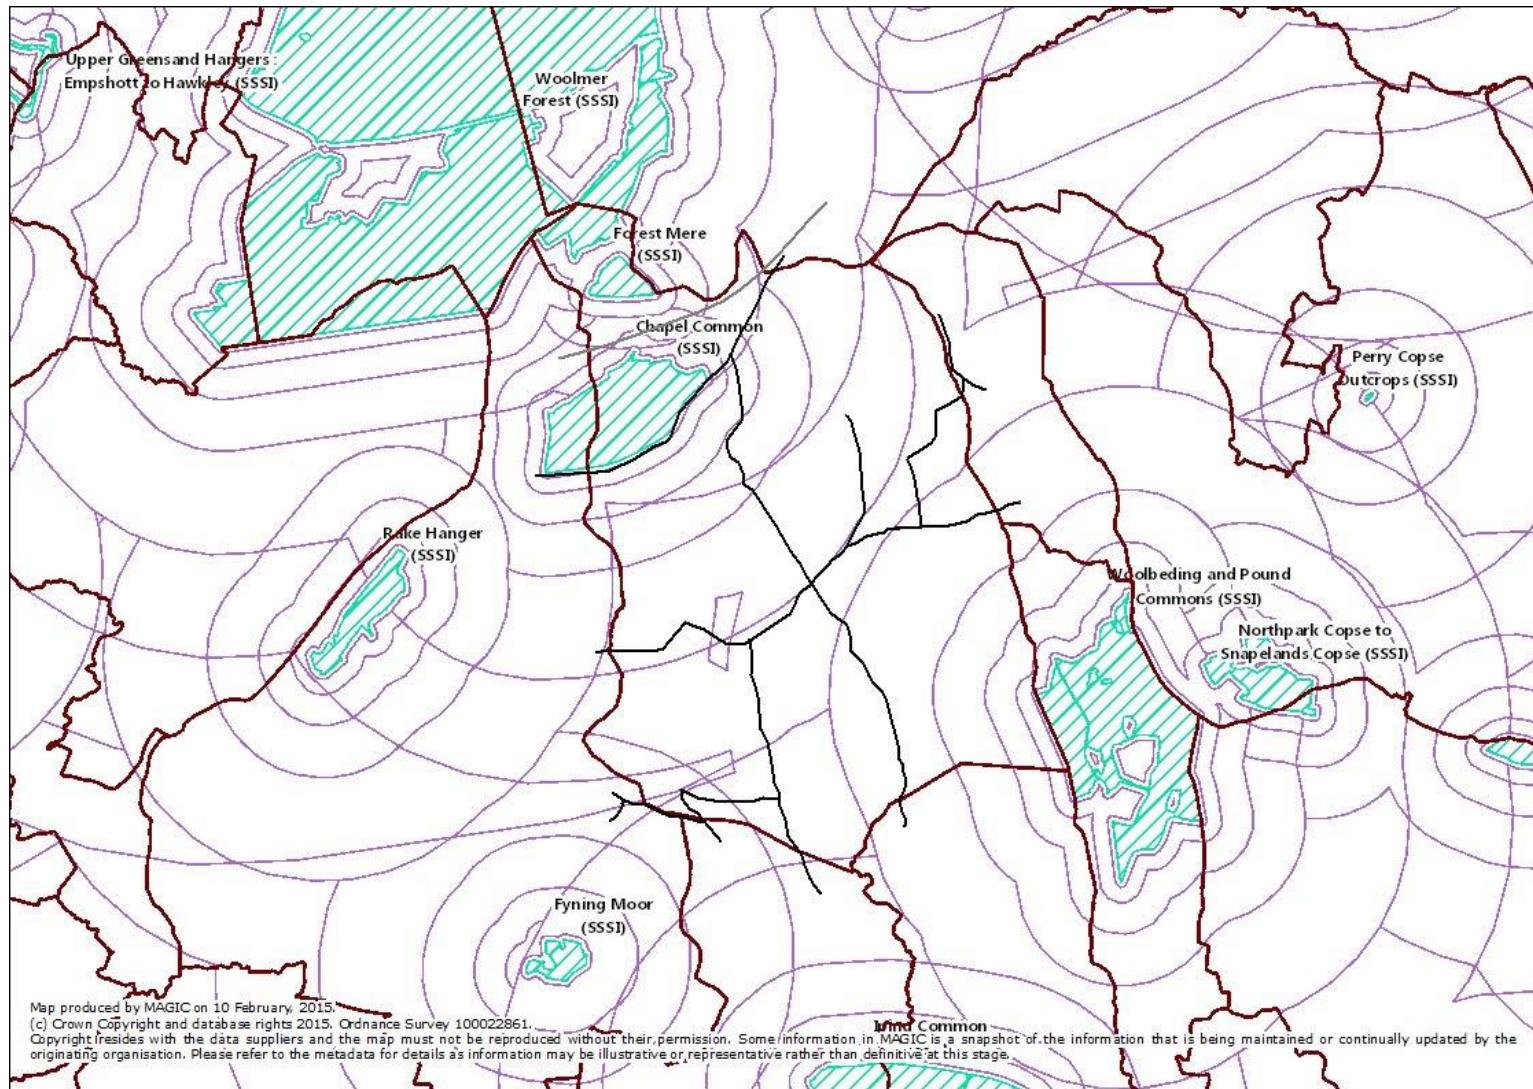 Upper Greensand Hangers :
Empshott to Hawkley (SSSI)
Woolmer
Forest (SSSI)
Forest Mere
(SSSI)
Chapel Common
(SSSI)
Perry Copse
Outcrops (SSSI)
Rake Hanger
(SSSI)
Woolbeding and Pound
Commons (SSSI)
Northpark Copse to
Snapelands Copse (SSSI)
Fyning Moor
(SSSI)
Common
Map produced by MAGIC on 10 February, 2015.
(c) Crown Copyright and database rights 2015. Ordnance Survey 100022861.
Copyright resides with the data suppliers and the map must not be reproduced without their permission. Some information in MAGIC is a snapshot of the information that is being maintained or continually updated by the
originating organisation. Please refer to the metadata for details as information may be illustrative or representative rather than definitive at this stage.